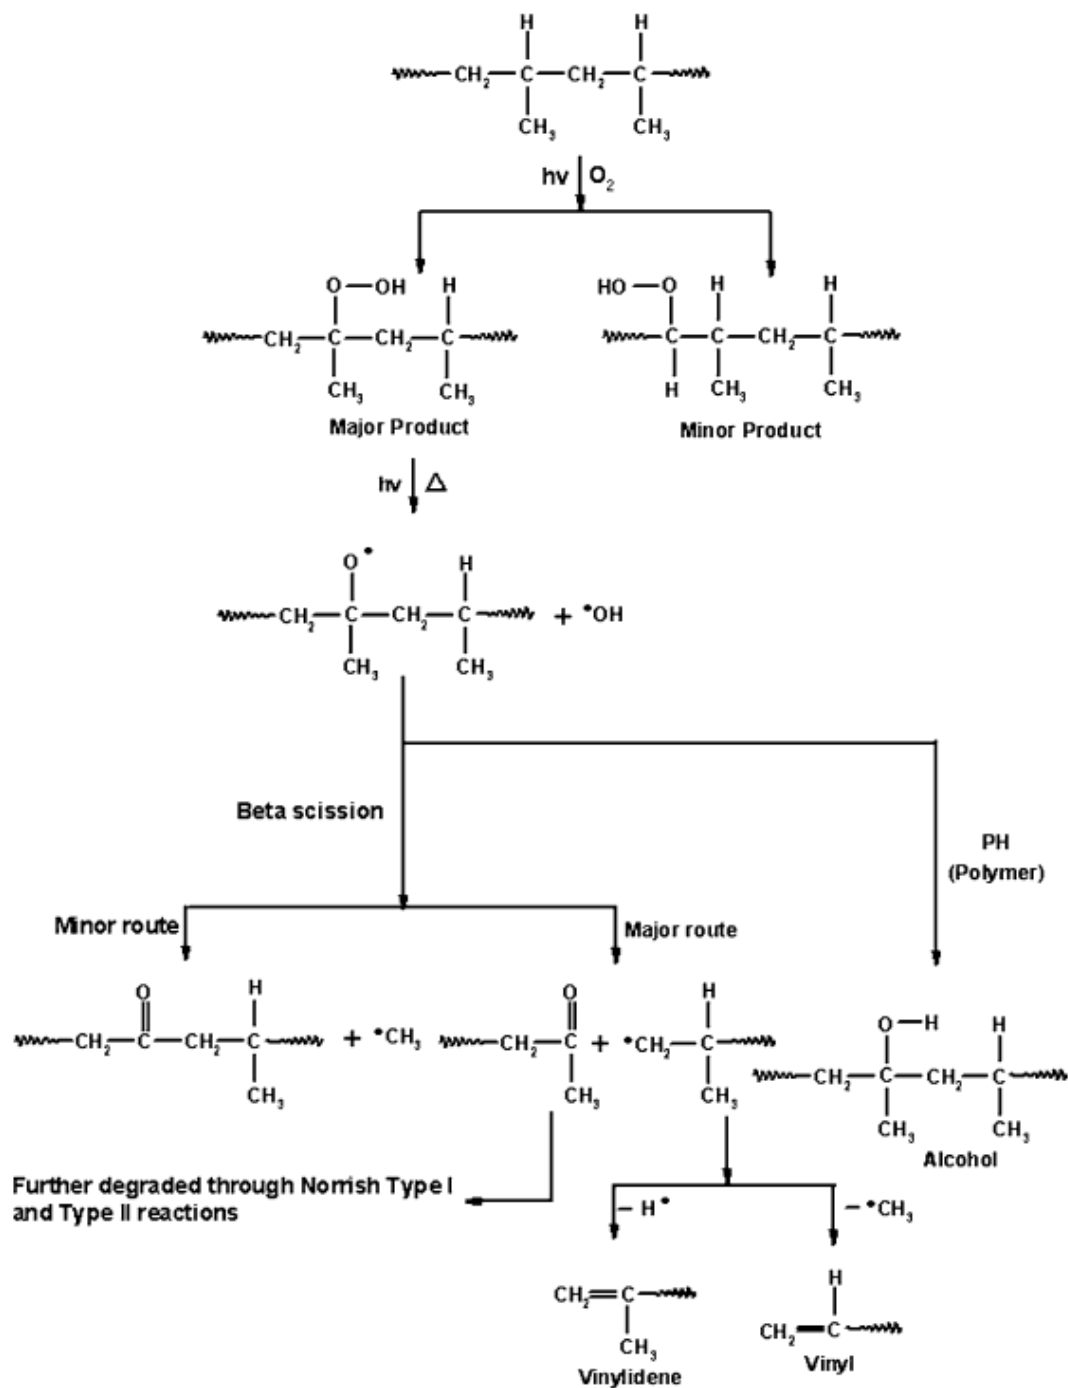 H H
CH2—C—CH2—C
CH3 CH3
hv O2
O—OH H HO—O H H
CH2—C—CH2—C C—C—CH2—C
CH3 CH3 H CH3 CH3
Major Product Minor Product
hv △
O• H
CH2—C—CH2—C + •OH
CH3 CH3
Beta scission
PH
(Polymer)
Minor route Major route
O H O H O—H H
CH2—C—CH2—C + •CH3 CH2—C + •CH2—C CH2—C—CH2—C
CH3 CH3 CH3 CH3 CH3
Alcohol
Further degraded through Norrish Type I
and Type II reactions
– H• – •CH3
H
CH2=C CH2=C
CH3
Vinylidene Vinyl